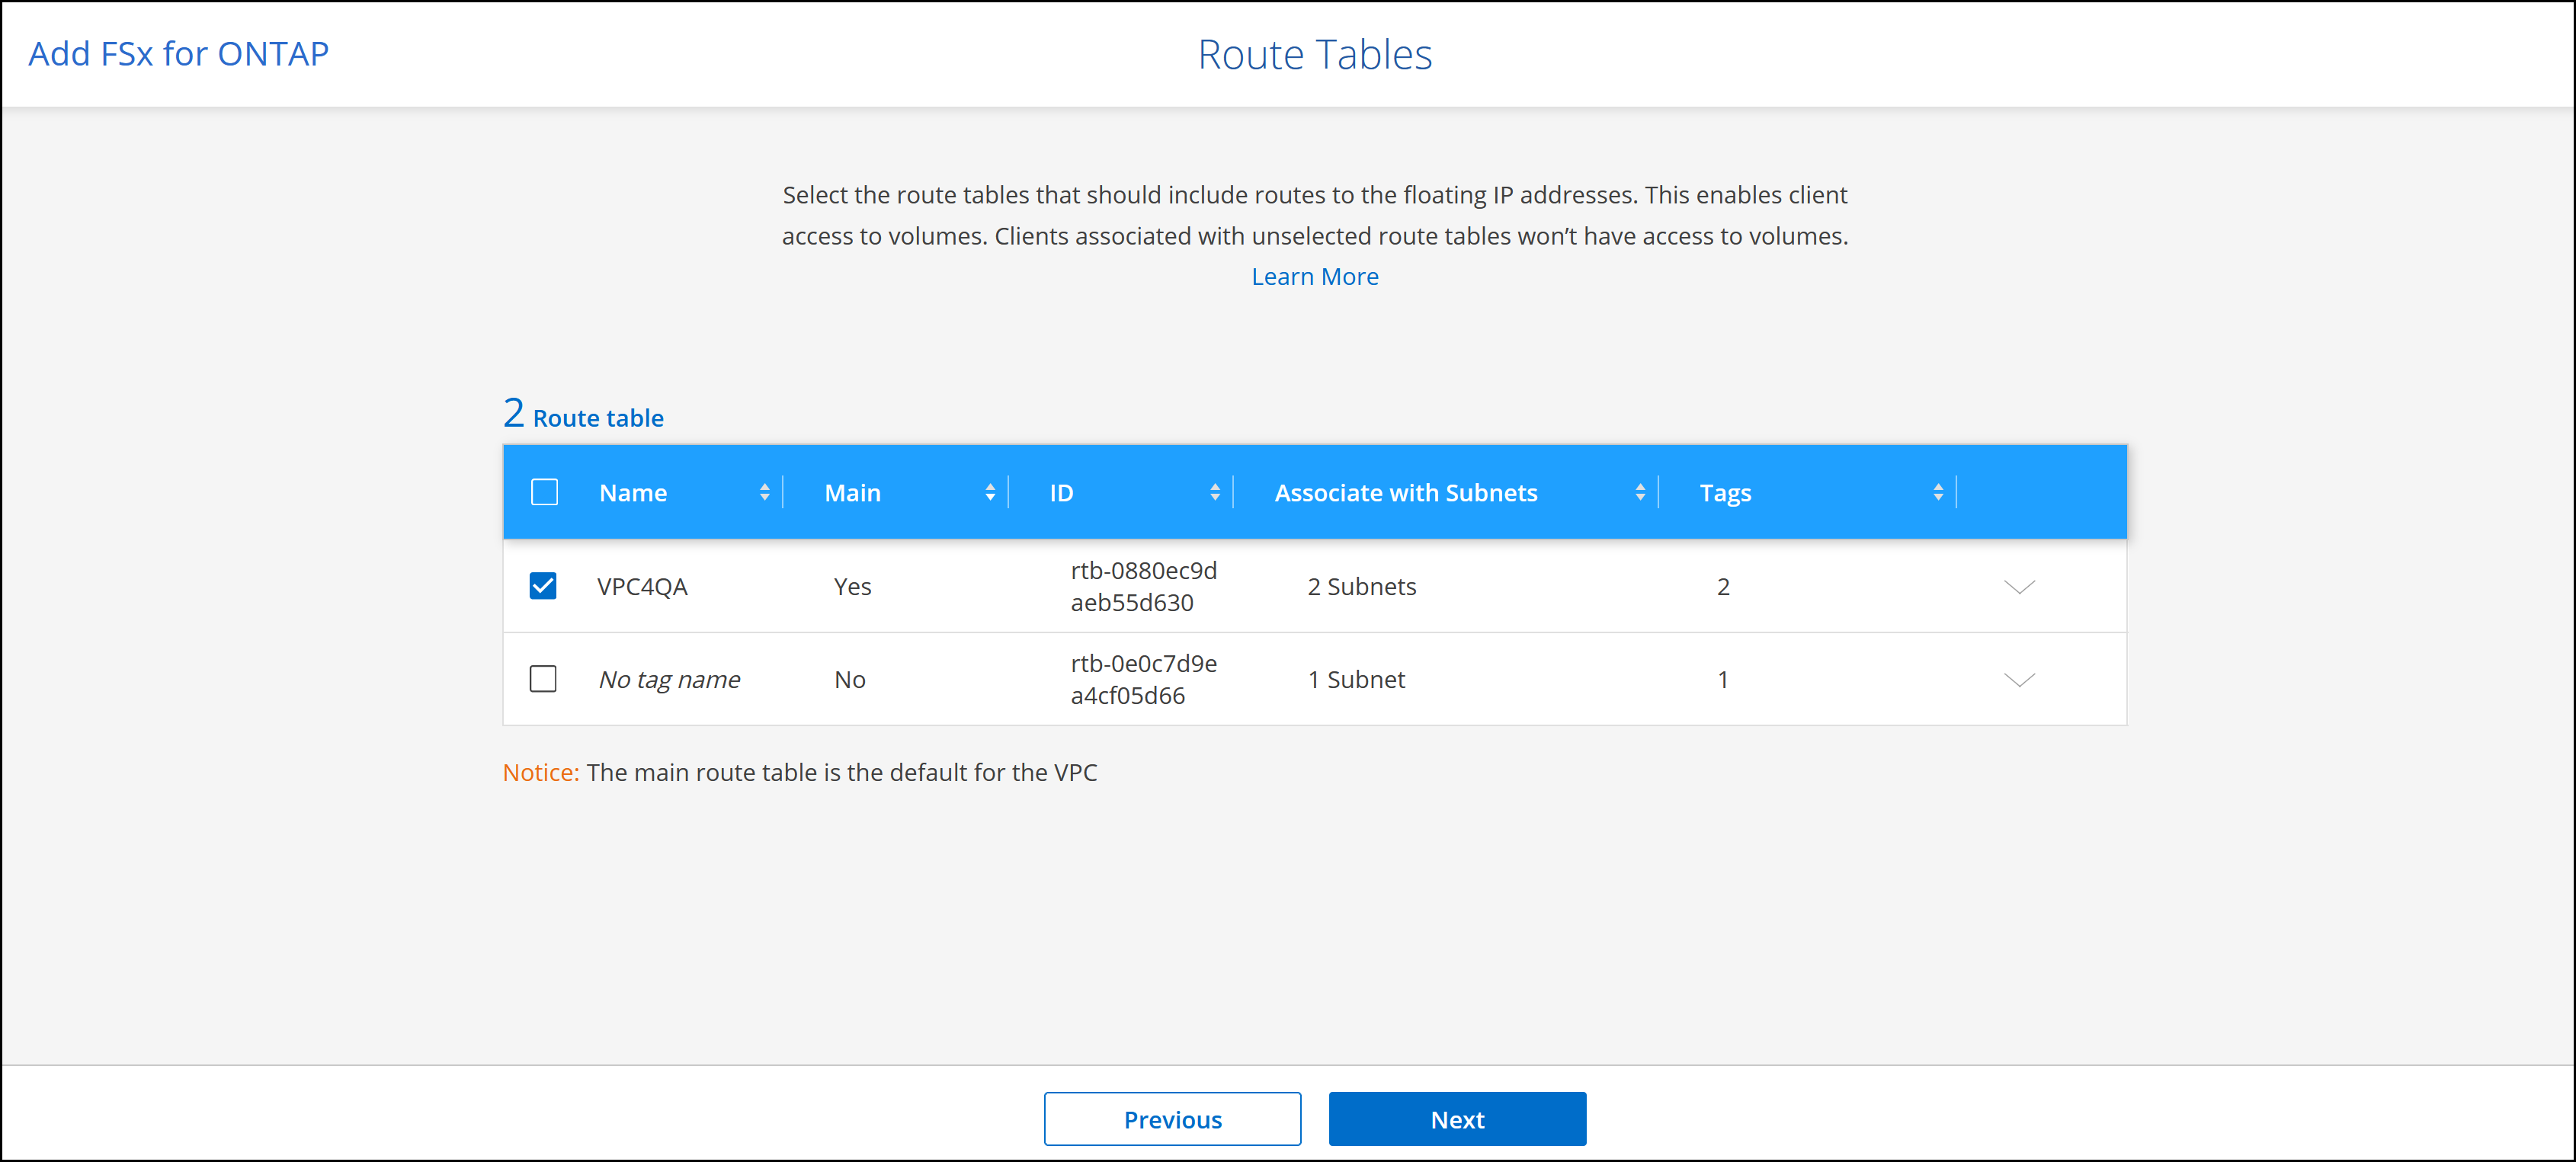 Add FSx for ONTAP
Route Tables
Select the route tables that should include routes to the floating IP addresses. This enables client
access to volumes. Clients associated with unselected route tables won’t have access to volumes.
Learn More
2 Route table
Name Main ID Associate with Subnets Tags
VPC4QA Yes rtb-0880ec9d 2 Subnets 2
aeb55d630
No tag name No rtb-0e0c7d9e 1 Subnet 1
a4cf05d66
Notice: The main route table is the default for the VPC
Previous Next